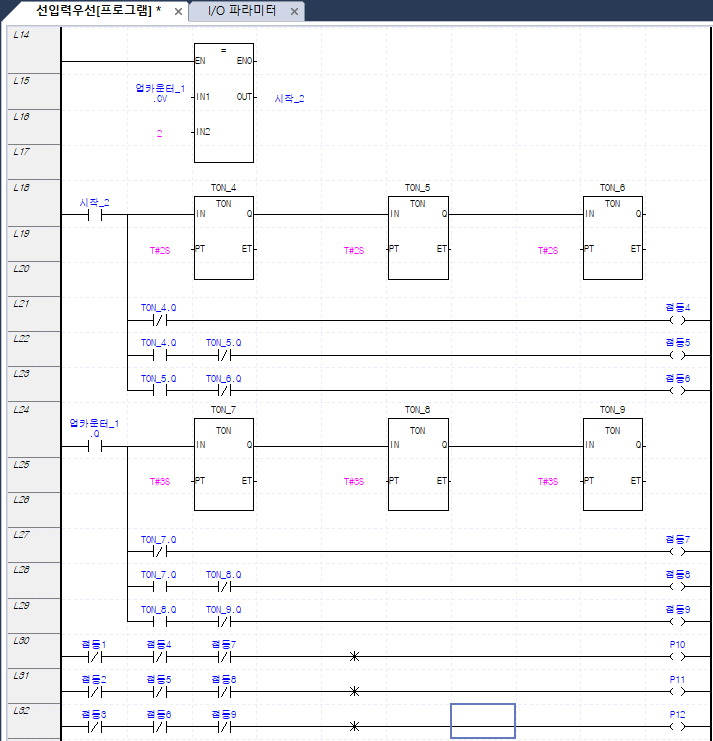 선입력우선[프로그램] * ×
I/O 파라미터 ×
L14
=
EN ENO
L15
업카운터_1
.CV IN1 OUT 시작_2
L16
2 IN2
L17
L18 TON_4 TON_5 TON_6
시작_2 TON TON TON
IN Q IN Q IN Q
L19
T#2S PT ET T#2S PT ET T#2S PT ET
L20
L21
TON_4.Q 점등4
L22
TON_4.Q TON_5.Q 점등5
L23
TON_5.Q TON_6.Q 점등6
L24 TON_7 TON_8 TON_9
업카운터_1
.Q TON TON TON
IN Q IN Q IN Q
L25
T#3S PT ET T#3S PT ET T#3S PT ET
L26
L27
TON_7.Q 점등7
L28
TON_7.Q TON_8.Q 점등8
L29
TON_8.Q TON_9.Q 점등9
L30
점등1 점등4 점등7 P10
L31
점등2 점등5 점등8 P11
L32
점등3 점등6 점등9 P12